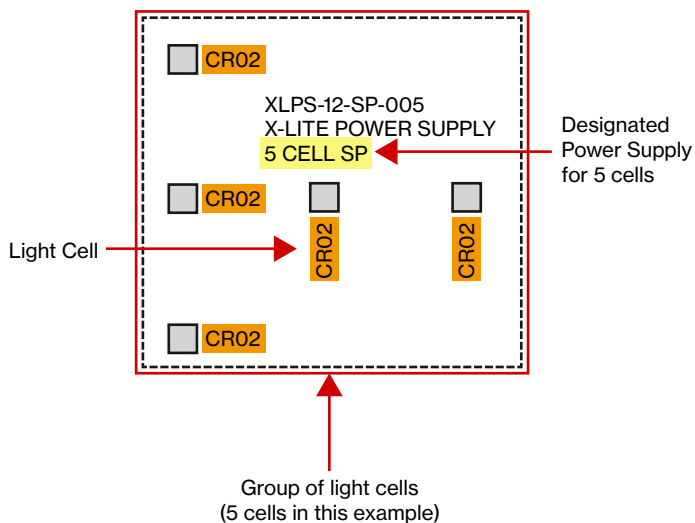 CR02
XLPS-12-SP-005
X-LITE POWER SUPPLY
5 CELL SP
Designated
Power Supply
for 5 cells
CR02
Light Cell
CR02
CR02
CR02
Group of light cells
(5 cells in this example)